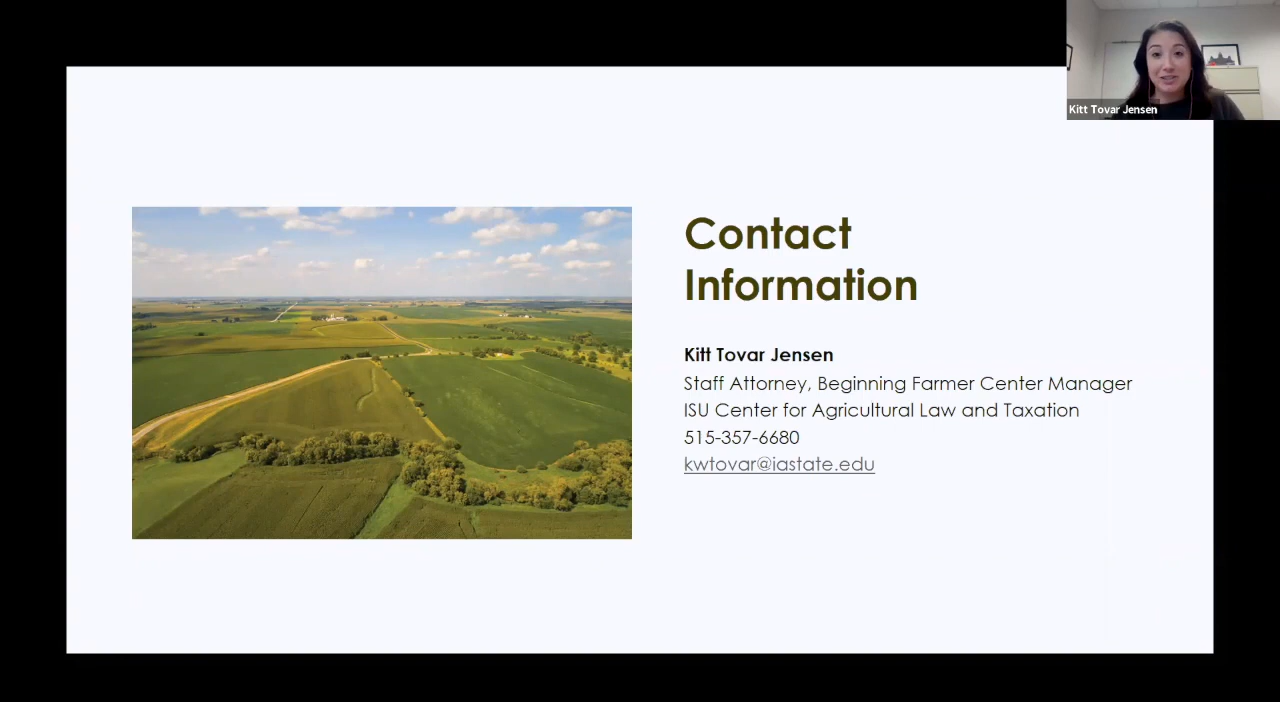 Kitt Tovar Jensen
Contact
Information
Kitt Tovar Jensen
Staff Attorney, Beginning Farmer Center Manager
ISU Center for Agricultural Law and Taxation
515-357-6680
kwtovar@iastate.edu